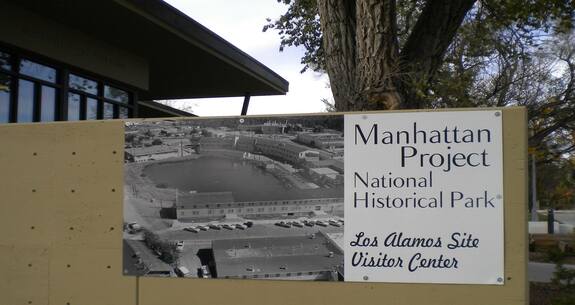 Manhattan
Project
National
Historical Park
Los Alamos Site
Visitor Center